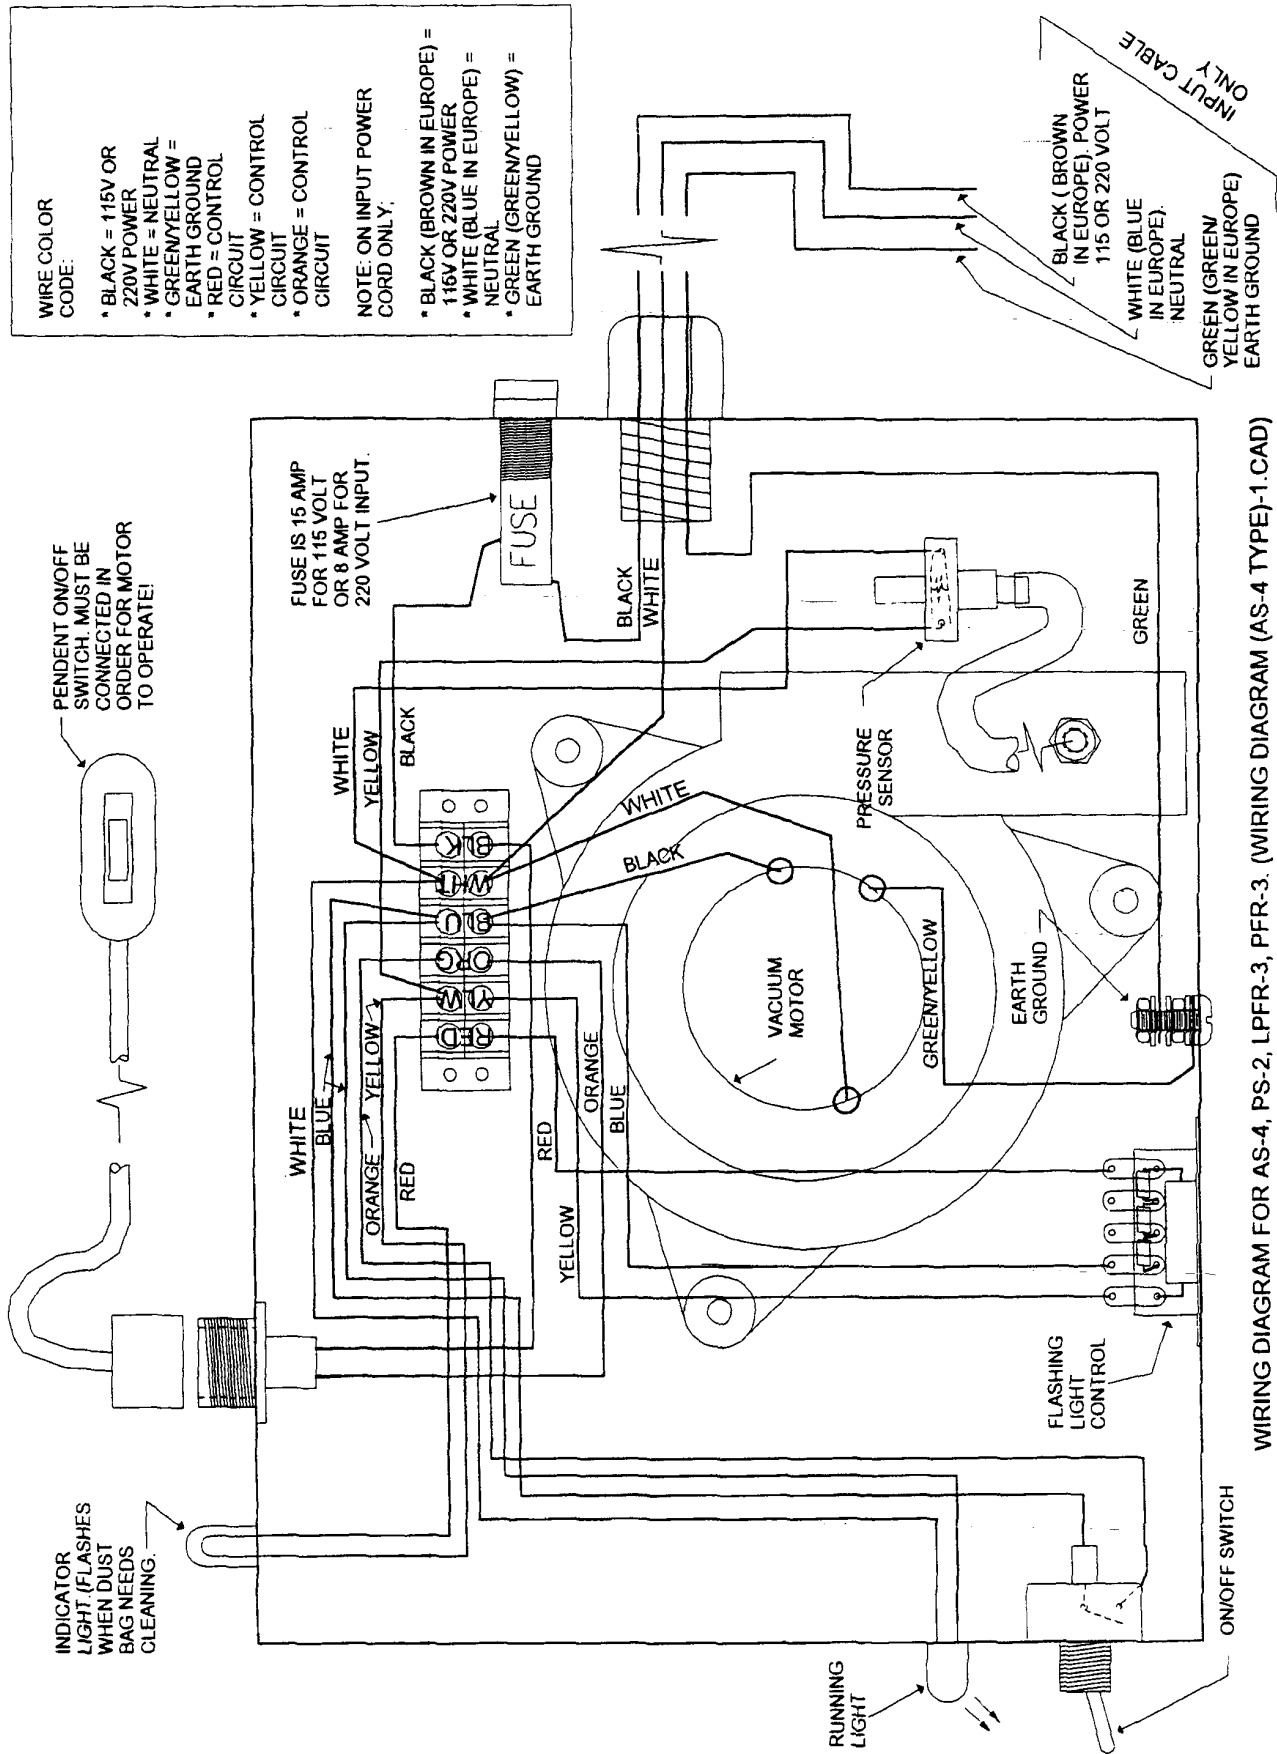 WIRE COLOR
CODE:
* BLACK = 115V OR
220V POWER
* WHITE = NEUTRAL
* GREEN/YELLOW =
EARTH GROUND
* RED = CONTROL
CIRCUIT
* YELLOW = CONTROL
CIRCUIT
* ORANGE = CONTROL
CIRCUIT
NOTE: ON INPUT POWER
CORD ONLY;
* BLACK (BROWN IN EUROPE) =
115V OR 220V POWER
* WHITE (BLUE IN EUROPE) =
NEUTRAL
* GREEN (GREEN/YELLOW) =
EARTH GROUND
PENDENT ON/OFF
SWITCH. MUST BE
CONNECTED IN
ORDER FOR MOTOR
TO OPERATE!
FUSE IS 15 AMP
FOR 115 VOLT
OR 8 AMP FOR
220 VOLT INPUT.
FUSE
INDICATOR
LIGHT.(FLASHES
WHEN DUST
BAG NEEDS
CLEANING.
WHITE
YELLOW
BLACK
BLACK
WHITE
WHITE
BLUE
ORANGE
YELLOW
RED
BLK
WHT
BLU
ORG
YLW
RED
WHITE
BLACK
RED
YELLOW
ORANGE
BLUE
VACUUM
MOTOR
GREEN/YELLOW
PRESSURE
SENSOR
EARTH
GROUND
GREEN
FLASHING
LIGHT
CONTROL
RUNNING
LIGHT
ON/OFF SWITCH
BLACK ( BROWN
IN EUROPE). POWER
115 OR 220 VOLT
WHITE (BLUE
IN EUROPE).
NEUTRAL
GREEN (GREEN/
YELLOW IN EUROPE)
EARTH GROUND
INPUT CABLE
ONLY
WIRING DIAGRAM FOR AS-4, PS-2, LPFR-3, PFR-3. (WIRING DIAGRAM (AS-4 TYPE)-1.CAD)